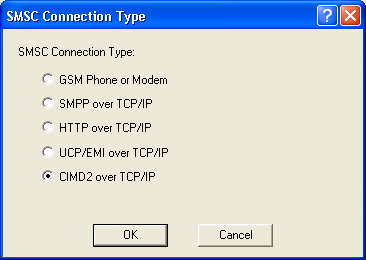 SMSC Connection Type
SMSC Connection Type:
GSM Phone or Modem
SMPP over TCP/IP
HTTP over TCP/IP
UCP/EMI over TCP/IP
CIMD2 over TCP/IP
OK Cancel